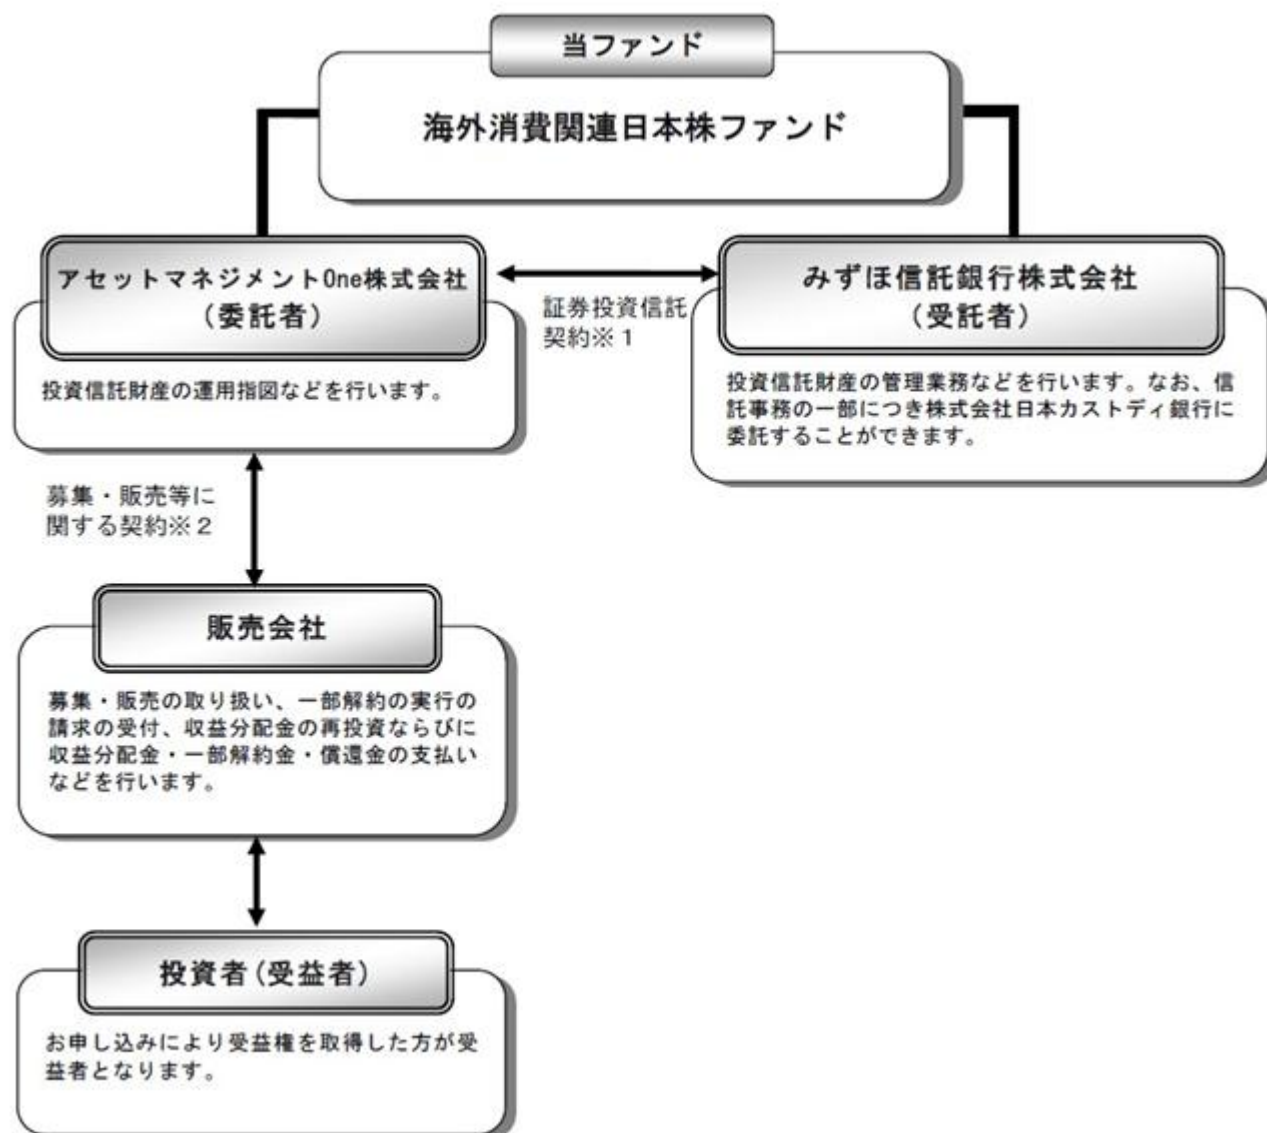 当ファンド
海外消費関連日本株ファンド
アセットマネジメントOne株式会社
(委託者)
投資信託財産の運用指図などを行います。
証券投資信託
契約※1
みずほ信託銀行株式会社
(受託者)
投資信託財産の管理業務などを行います。なお、信
託事務の一部につき株式会社日本カストディ銀行に
委託することができます。
募集・販売等に
関する契約※2
販売会社
募集・販売の取り扱い、一部解約の実行の
請求の受付、収益分配金の再投資ならびに
収益分配金・一部解約金・償還金の支払い
などを行います。
投資者(受益者)
お申し込みにより受益権を取得した方が受
益者となります。